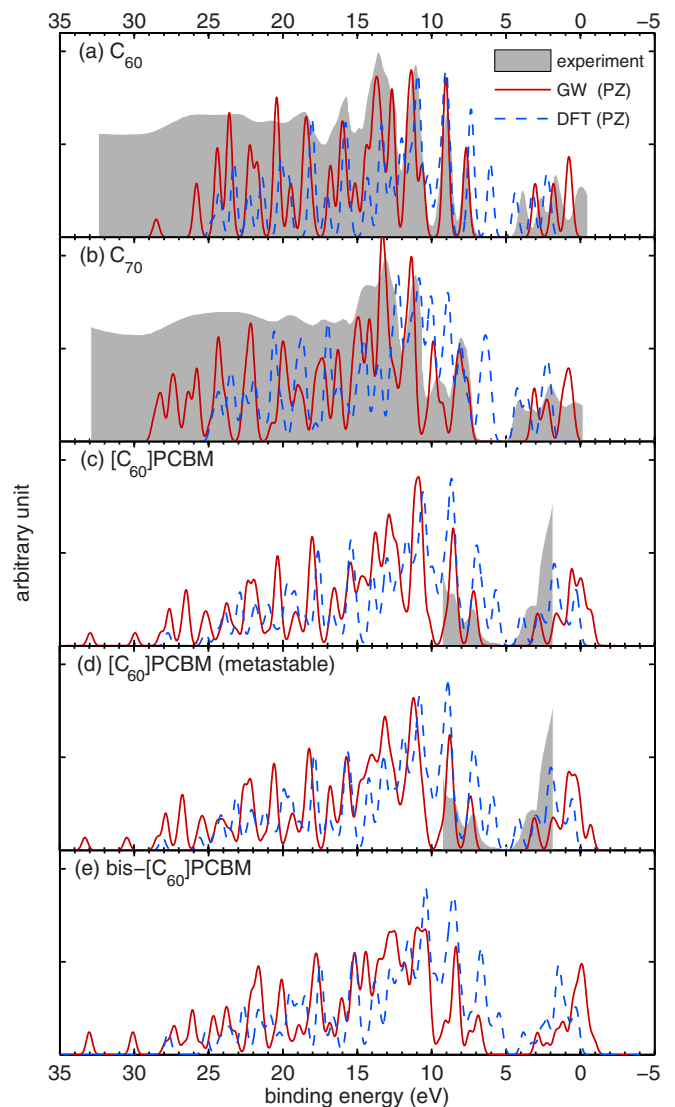 35 30 25 20 15 10 5 0 −5
(a) C60
experiment
GW (PZ)
DFT (PZ)
(b) C70
(c) [C60]PCBM
arbitrary unit
(d) [C60]PCBM (metastable)
(e) bis−[C60]PCBM
35 30 25 20 15 10 5 0 −5
binding energy (eV)